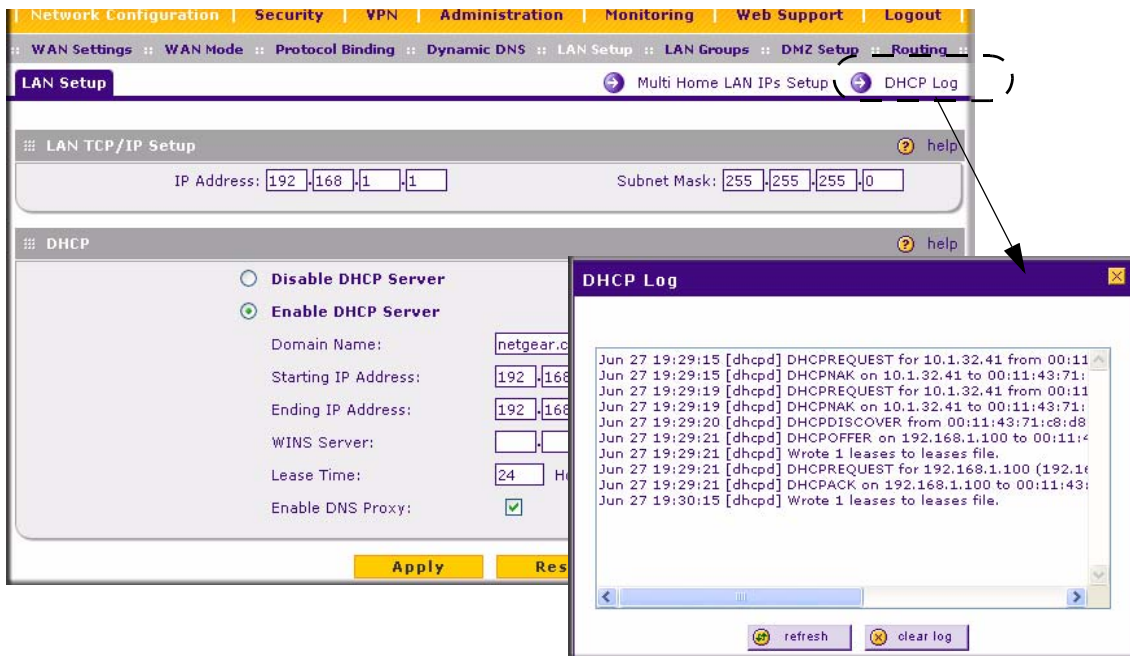 Network Configuration | Security | VPN | Administration | Monitoring | Web Support | Logout |
:: WAN Settings :: WAN Mode :: Protocol Binding :: Dynamic DNS :: LAN Setup :: LAN Groups :: DMZ Setup :: Routing ::
LAN Setup Multi Home LAN IPs Setup DHCP Log
LAN TCP/IP Setup help
IP Address: 192 .168 .1 .1 Subnet Mask: 255 .255 .255 .0
DHCP help
Disable DHCP Server
Enable DHCP Server
Domain Name: netgear.c
Starting IP Address: 192 .168
Ending IP Address: 192 .168
WINS Server: .
Lease Time: 24
Enable DNS Proxy:
Apply Res
DHCP Log
Jun 27 19:29:15 [dhcpd] DHCPREQUEST for 10.1.32.41 from 00:11
Jun 27 19:29:15 [dhcpd] DHCPNAK on 10.1.32.41 to 00:11:43:71:
Jun 27 19:29:19 [dhcpd] DHCPREQUEST for 10.1.32.41 from 00:11
Jun 27 19:29:19 [dhcpd] DHCPNAK on 10.1.32.41 to 00:11:43:71:
Jun 27 19:29:20 [dhcpd] DHCPDISCOVER from 00:11:43:71:c8:d8
Jun 27 19:29:21 [dhcpd] DHCPOFFER on 192.168.1.100 to 00:11:4
Jun 27 19:29:21 [dhcpd] Wrote 1 leases to leases file.
Jun 27 19:29:21 [dhcpd] DHCPREQUEST for 192.168.1.100 (192.16
Jun 27 19:29:21 [dhcpd] DHCPACK on 192.168.1.100 to 00:11:43:
Jun 27 19:30:15 [dhcpd] Wrote 1 leases to leases file.
refresh clear log